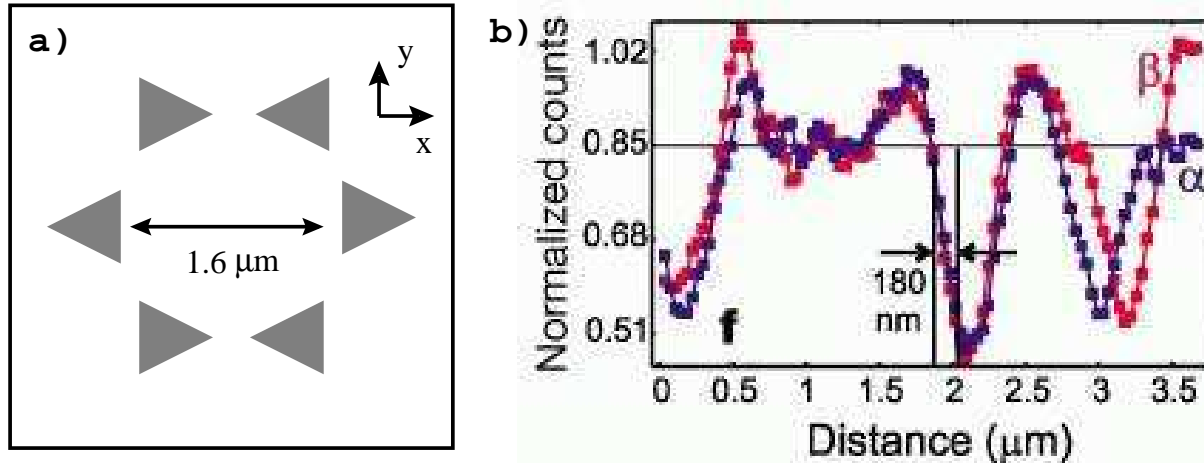 a)
y
x
1.6 μm
b)
Normalized counts
1.02
0.85
0.68
0.51
β
α
180
nm
f
0 0.5 1 1.5 2 2.5 3 3.5
Distance (μm)